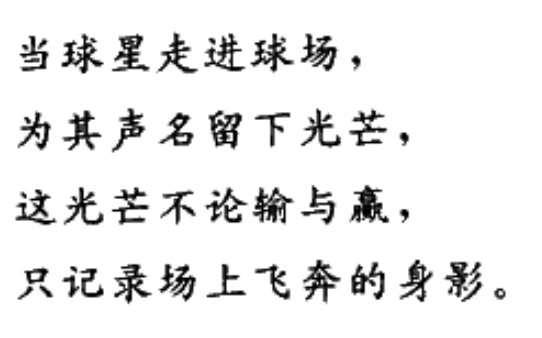 当球星走进球场，
为其声名留下光芒，
这光芒不论输与赢，
只记录场上飞奔的身影。